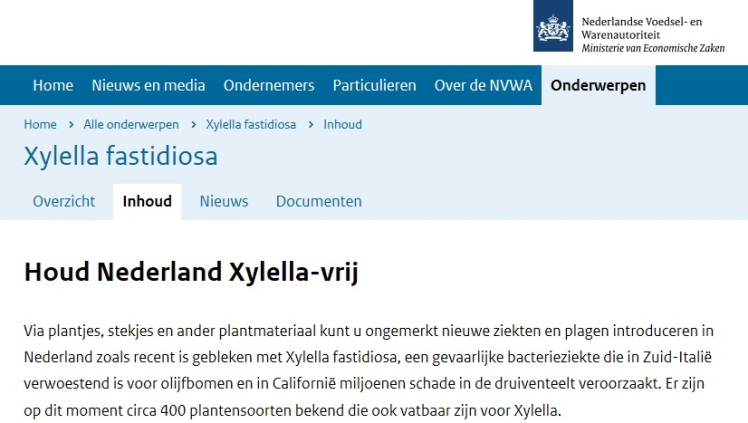 Nederlandse Voedsel- en
Warenautoriteit
Ministerie van Economische Zaken
Home Nieuws en media Ondernemers Particulieren Over de NVWA Onderwerpen
Home > Alle onderwerpen > Xylella fastidiosa > Inhoud
Xylella fastidiosa
Overzicht Inhoud Nieuws Documenten
Houd Nederland Xylella-vrij
Via plantjes, stekjes en ander plantmateriaal kunt u ongemerkt nieuwe ziekten en plagen introduceren in
Nederland zoals recent is gebleken met Xylella fastidiosa, een gevaarlijke bacterieziekte die in Zuid-Italië
verwoestend is voor olijfbomen en in Californië miljoenen schade in de druiventeelt veroorzaakt. Er zijn
op dit moment circa 400 plantensoorten bekend die ook vatbaar zijn voor Xylella.